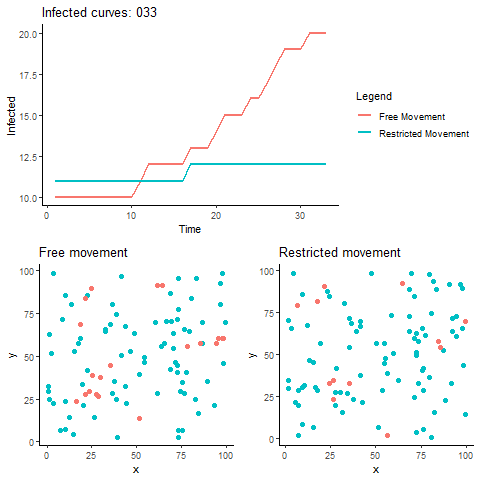 Infected curves: 033
20.0
17.5
15.0
12.5
10.0
Infected
0 10 20 30
Time
Legend
Free Movement
Restricted Movement
Free movement
100
75
50
25
0
y
0 25 50 75 100
x
Restricted movement
100
75
50
25
0
y
0 25 50 75 100
x